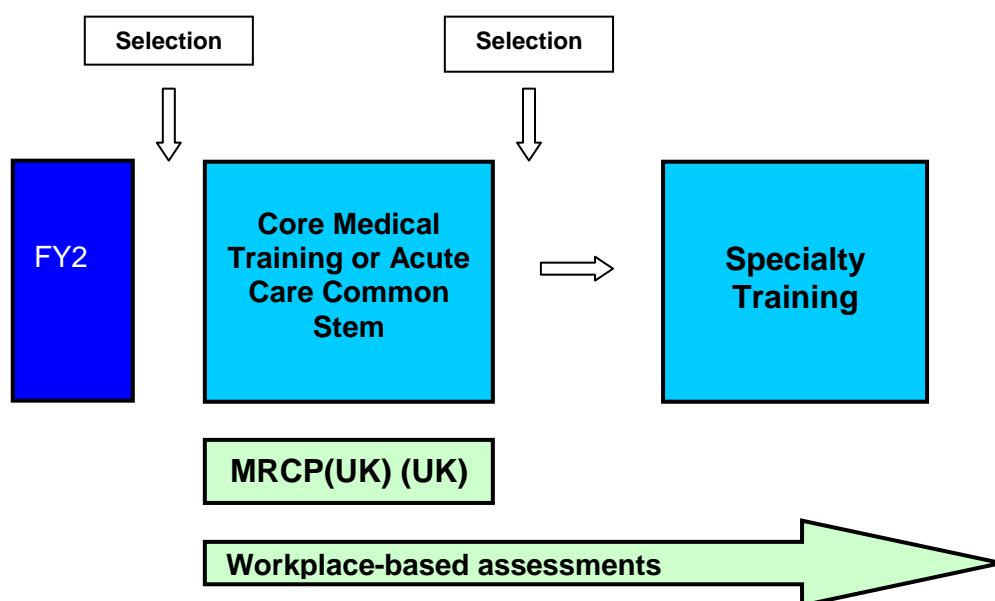 Selection
Selection
FY2
Core Medical
Training or Acute
Care Common
Stem
Specialty
Training
MRCP(UK) (UK)
Workplace-based assessments